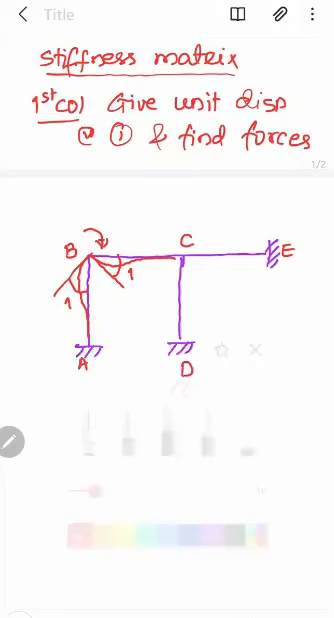 Title
Stiffness matrix
1st col Give unit disp
@ ① & find forces
1/2
B
C
E
1
1
A
D